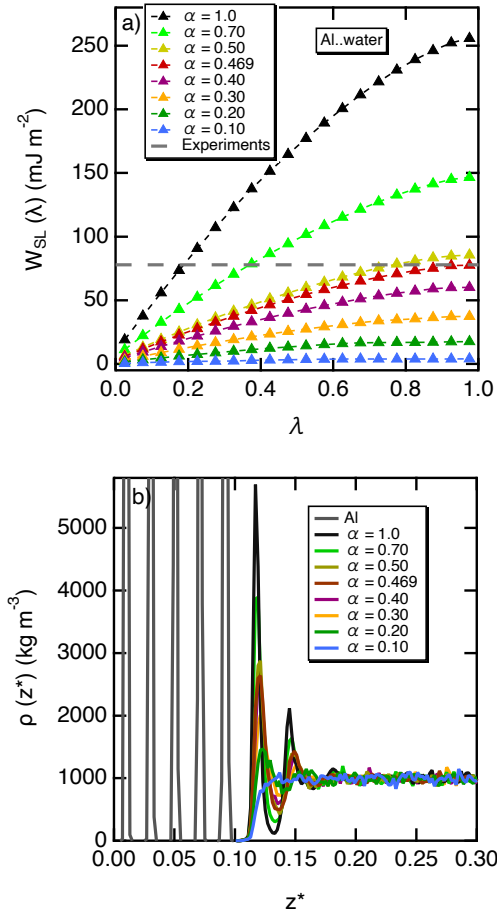 a)
Al..water
α = 1.0
α = 0.70
α = 0.50
α = 0.469
α = 0.40
α = 0.30
α = 0.20
α = 0.10
Experiments
W_SL (λ) (mJ m⁻²)
250
200
150
100
50
0
0.0 0.2 0.4 0.6 0.8 1.0
λ
b)
Al
α = 1.0
α = 0.70
α = 0.50
α = 0.469
α = 0.40
α = 0.30
α = 0.20
α = 0.10
ρ (z*) (kg m⁻³)
5000
4000
3000
2000
1000
0
0.00 0.05 0.10 0.15 0.20 0.25 0.30
z*